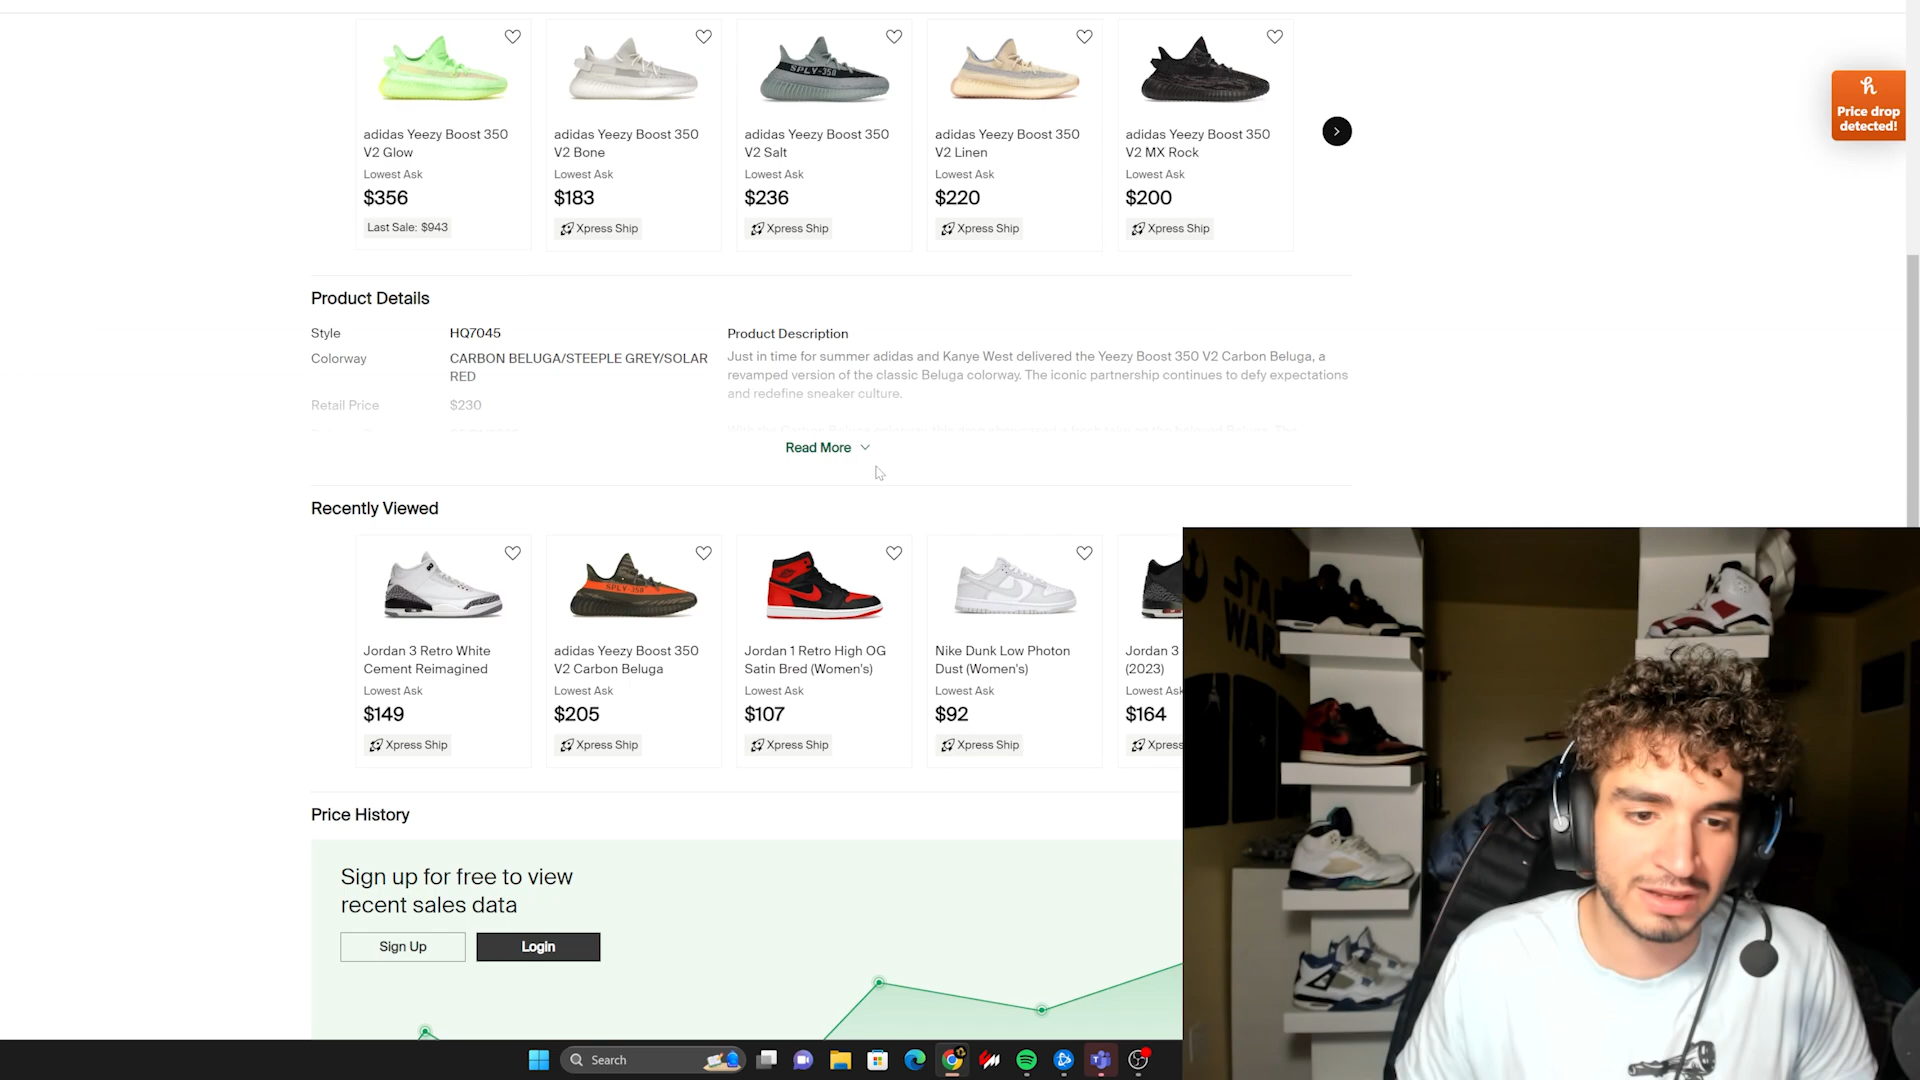 h
Price drop
detected!
adidas Yeezy Boost 350
V2 Glow
Lowest Ask
$356
Last Sale: $943
adidas Yeezy Boost 350
V2 Bone
Lowest Ask
$183
Xpress Ship
SPLY-350
adidas Yeezy Boost 350
V2 Salt
Lowest Ask
$236
Xpress Ship
adidas Yeezy Boost 350
V2 Linen
Lowest Ask
$220
Xpress Ship
adidas Yeezy Boost 350
V2 MX Rock
Lowest Ask
$200
Xpress Ship
Product Details
Style HQ7045
Colorway CARBON BELUGA/STEEPLE GREY/SOLAR
RED
Retail Price $230
Product Description
Just in time for summer adidas and Kanye West delivered the Yeezy Boost 350 V2 Carbon Beluga, a
revamped version of the classic Beluga colorway. The iconic partnership continues to defy expectations
and redefine sneaker culture.
Read More
Recently Viewed
Jordan 3 Retro White
Cement Reimagined
Lowest Ask
$149
Xpress Ship
SPLY-350
adidas Yeezy Boost 350
V2 Carbon Beluga
Lowest Ask
$205
Xpress Ship
Jordan 1 Retro High OG
Satin Bred (Women's)
Lowest Ask
$107
Xpress Ship
Nike Dunk Low Photon
Dust (Women's)
Lowest Ask
$92
Xpress Ship
Jordan 3
(2023)
Lowest Ask
$164
Xpress
STAR
WARS
Price History
Sign up for free to view
recent sales data
Sign Up
Login
Search